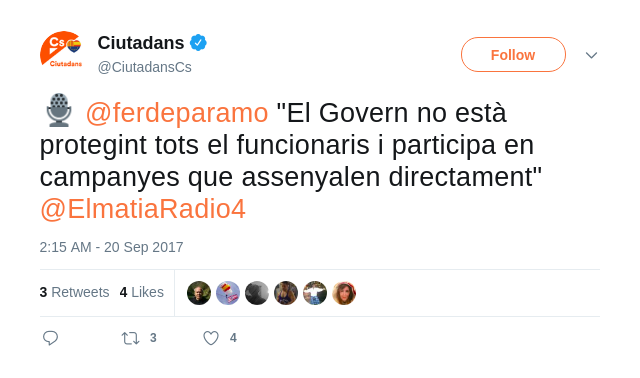 Cs
Ciutadans
Ciutadans
@CiutadansCs
Follow
@ferdeparamo "El Govern no està
protegint tots el funcionaris i participa en
campanyes que assenyalen directament"
@ElmatiaRadio4
2:15 AM - 20 Sep 2017
3 Retweets 4 Likes
3 4